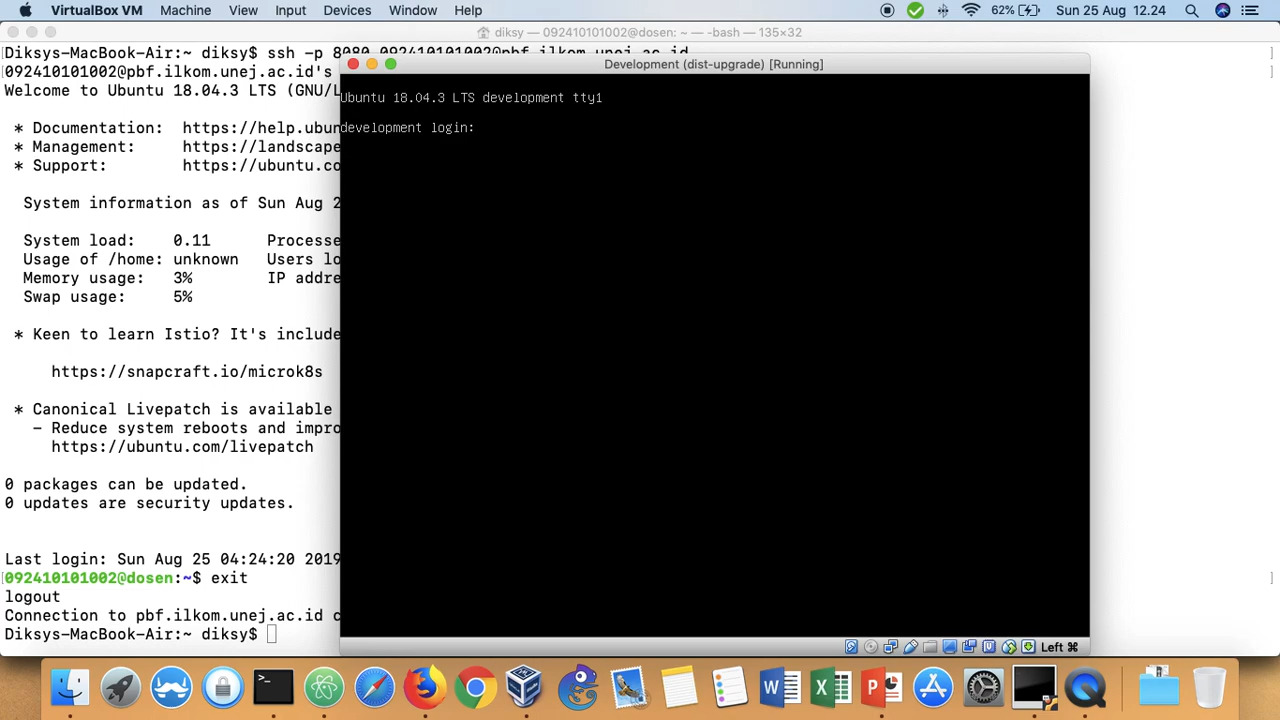 VirtualBox VM Machine View Input Devices Window Help 62% Sun 25 Aug 12.24
diksy — 092410101002@dosen: ~ — -bash — 135×32
Diksys-MacBook-Air:~ diksy$ ssh -p 8080 092410101002@pbf.ilkom.unej.ac.id
092410101002@pbf.ilkom.unej.ac.id's
Welcome to Ubuntu 18.04.3 LTS (GNU/L
* Documentation: https://help.ubun
* Management: https://landscape
* Support: https://ubuntu.co
System information as of Sun Aug 2
System load: 0.11 Processe
Usage of /home: unknown Users lo
Memory usage: 3% IP addre
Swap usage: 5%
* Keen to learn Istio? It's include
https://snapcraft.io/microk8s
* Canonical Livepatch is available
- Reduce system reboots and impro
https://ubuntu.com/livepatch
0 packages can be updated.
0 updates are security updates.
Last login: Sun Aug 25 04:24:20 2019
092410101002@dosen:~$ exit
logout
Connection to pbf.ilkom.unej.ac.id c
Diksys-MacBook-Air:~ diksy$
Development (dist-upgrade) [Running]
Ubuntu 18.04.3 LTS development tty1
development login:
Left ⌘